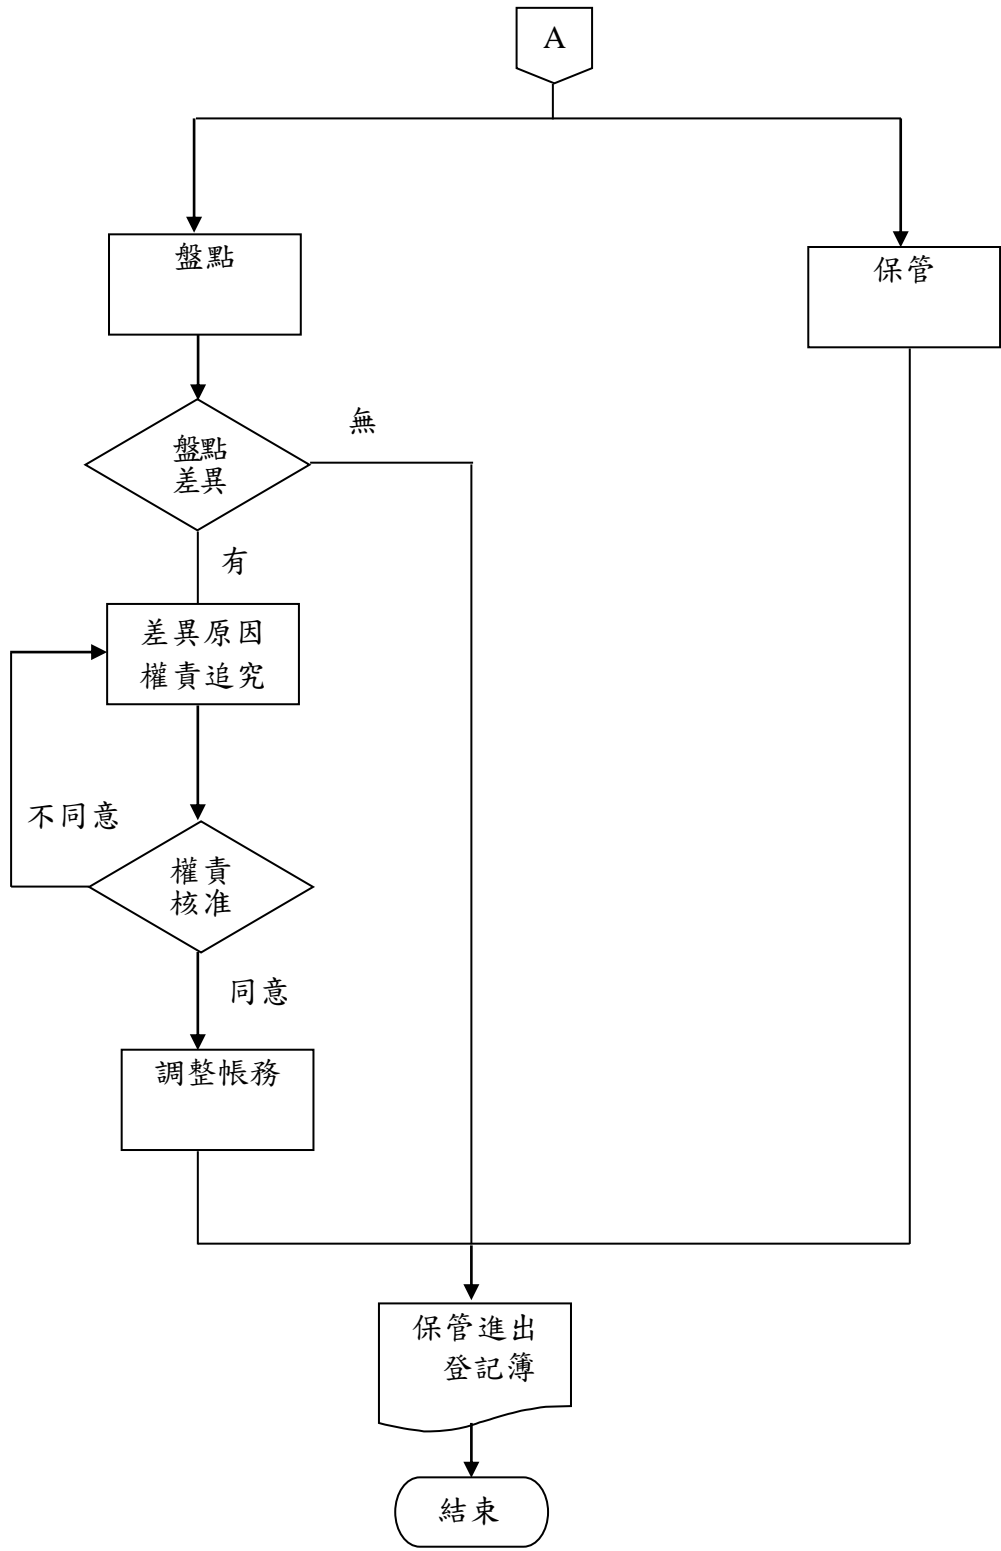 A
盤點
保管
無
盤點
差異
有
差異原因
權責追究
不同意
權責
核准
同意
調整帳務
保管進出
登記簿
結束